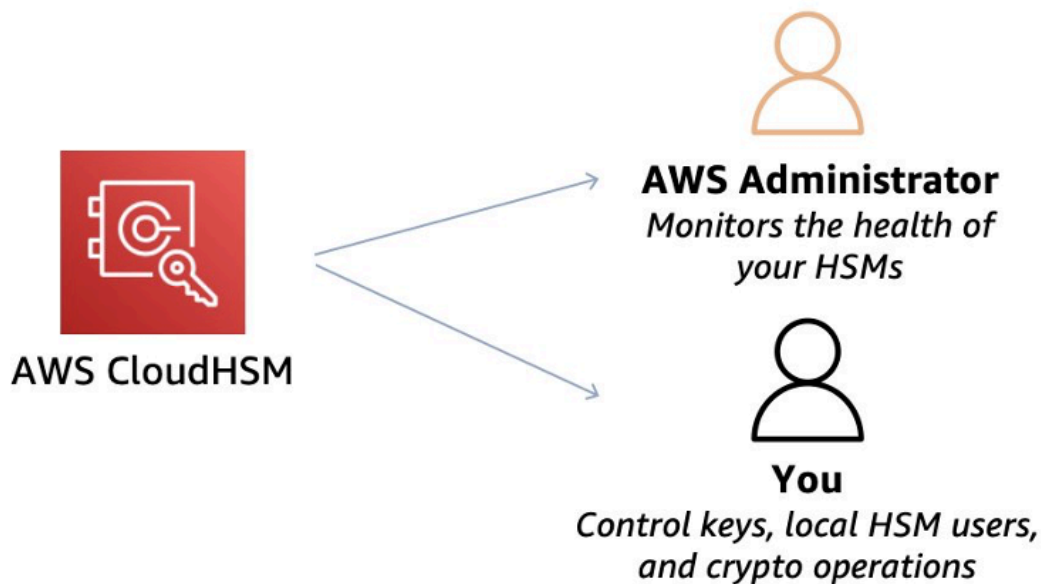 AWS CloudHSM
AWS Administrator
Monitors the health of
your HSMs
You
Control keys, local HSM users,
and crypto operations